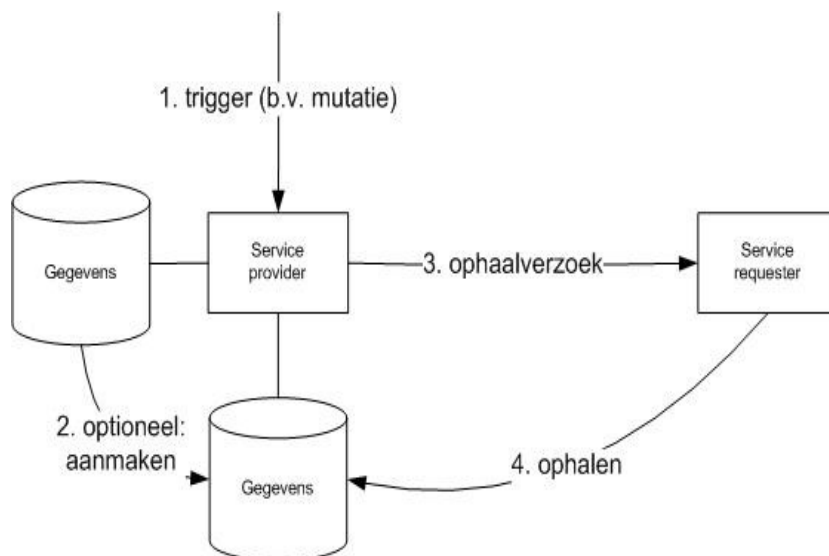 1. trigger (b.v. mutatie)
Gegevens
Service
provider
3. ophaalverzoek
Service
requester
2. optioneel:
aanmaken
Gegevens
4. ophalen